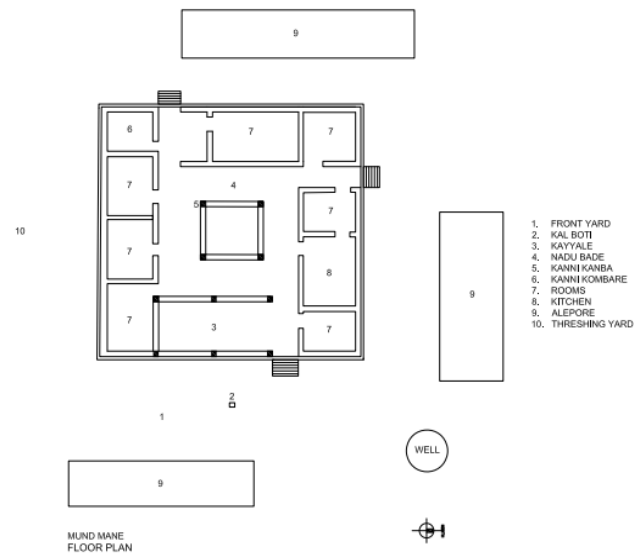 9
6
7
7
7
4
5
7
7
10
7
8
9
7
3
7
2
1
9
WELL
1. FRONT YARD
2. KAL BOTI
3. KAYYALE
4. NADU BADE
5. KANNI KANBA
6. KANNI KOMBARE
7. ROOMS
8. KITCHEN
9. ALEPORE
10. THRESHING YARD
MUND MANE
FLOOR PLAN